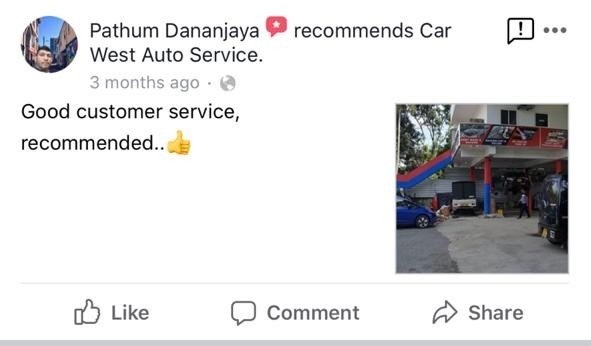 Pathum Dananjaya recommends Car
West Auto Service.
3 months ago ·
Good customer service,
recommended..👍
Like Comment Share